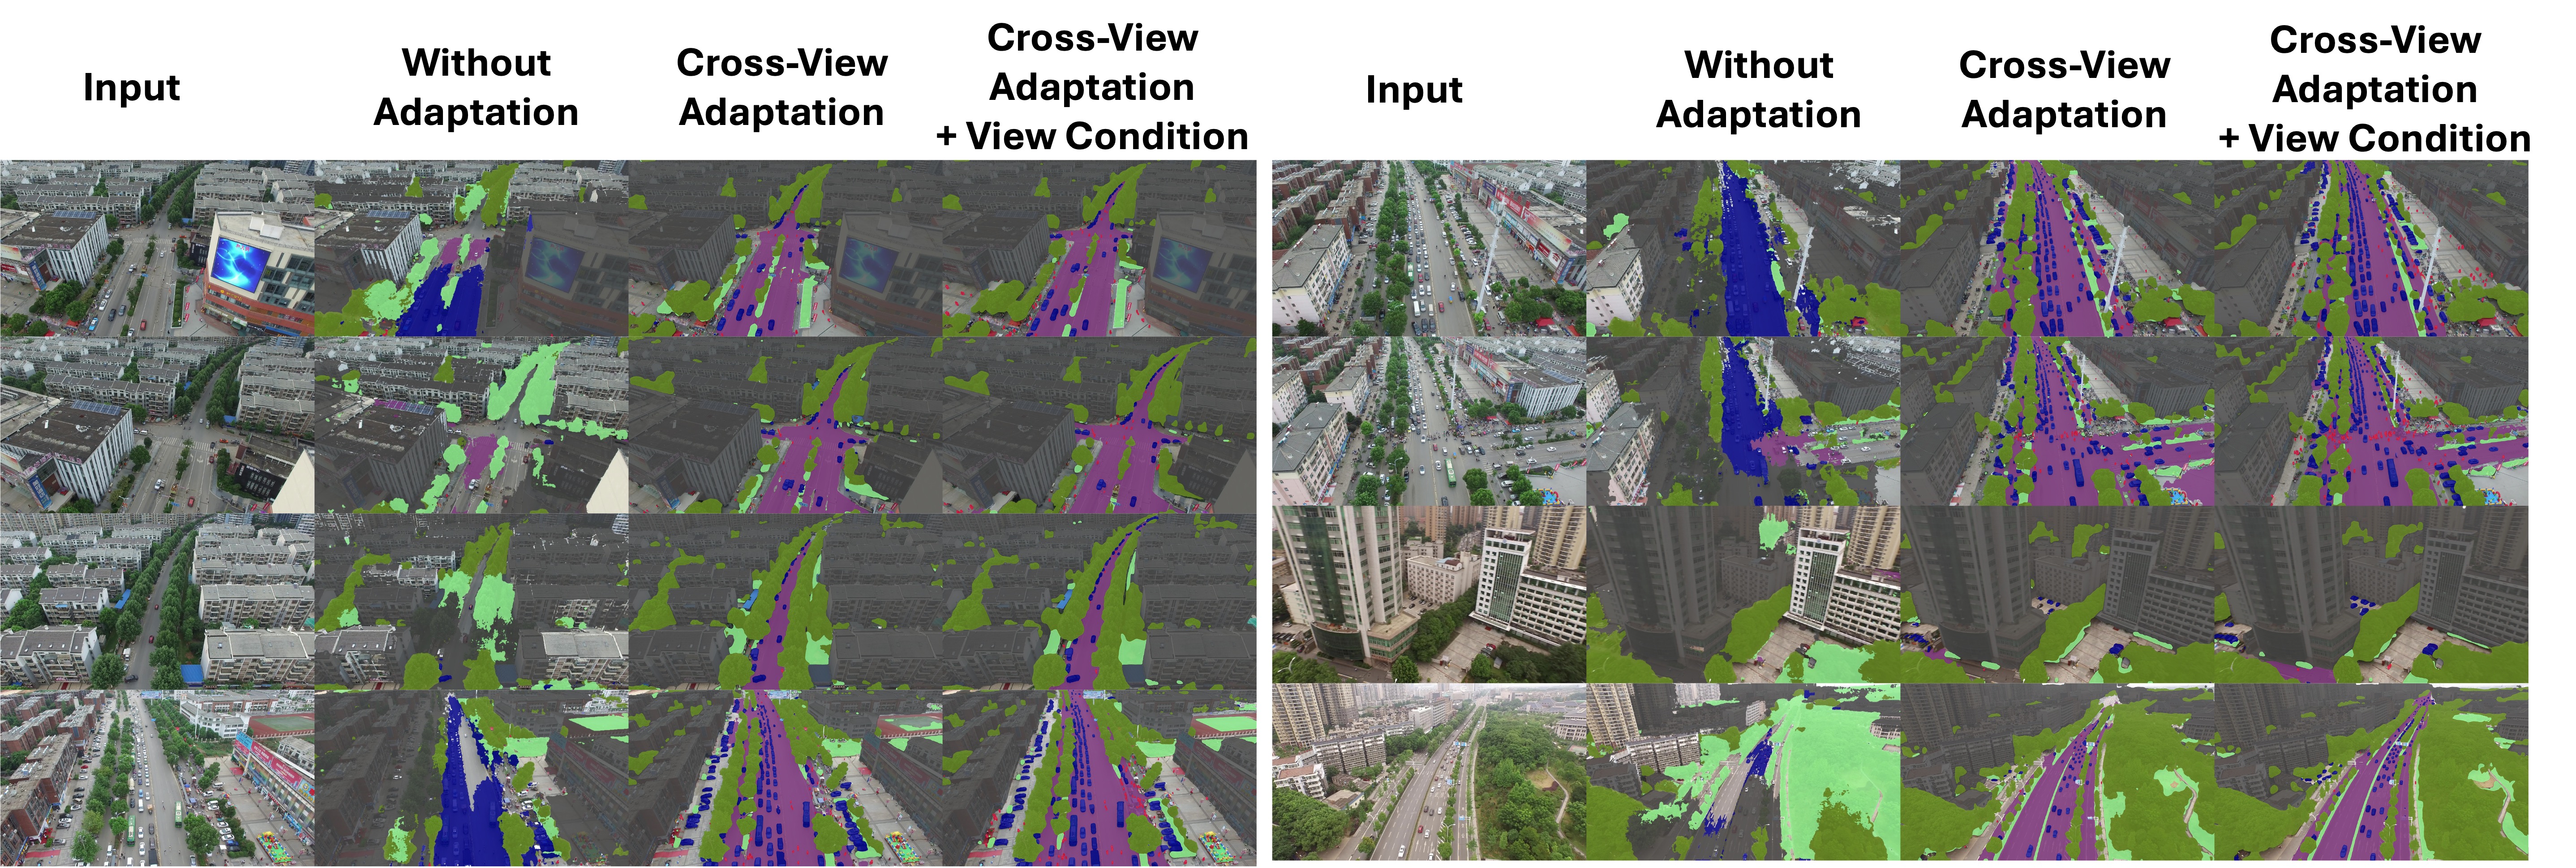 Input
Without
Adaptation
Cross-View
Adaptation
Cross-View
Adaptation
+ View Condition
Input
Without
Adaptation
Cross-View
Adaptation
Cross-View
Adaptation
+ View Condition